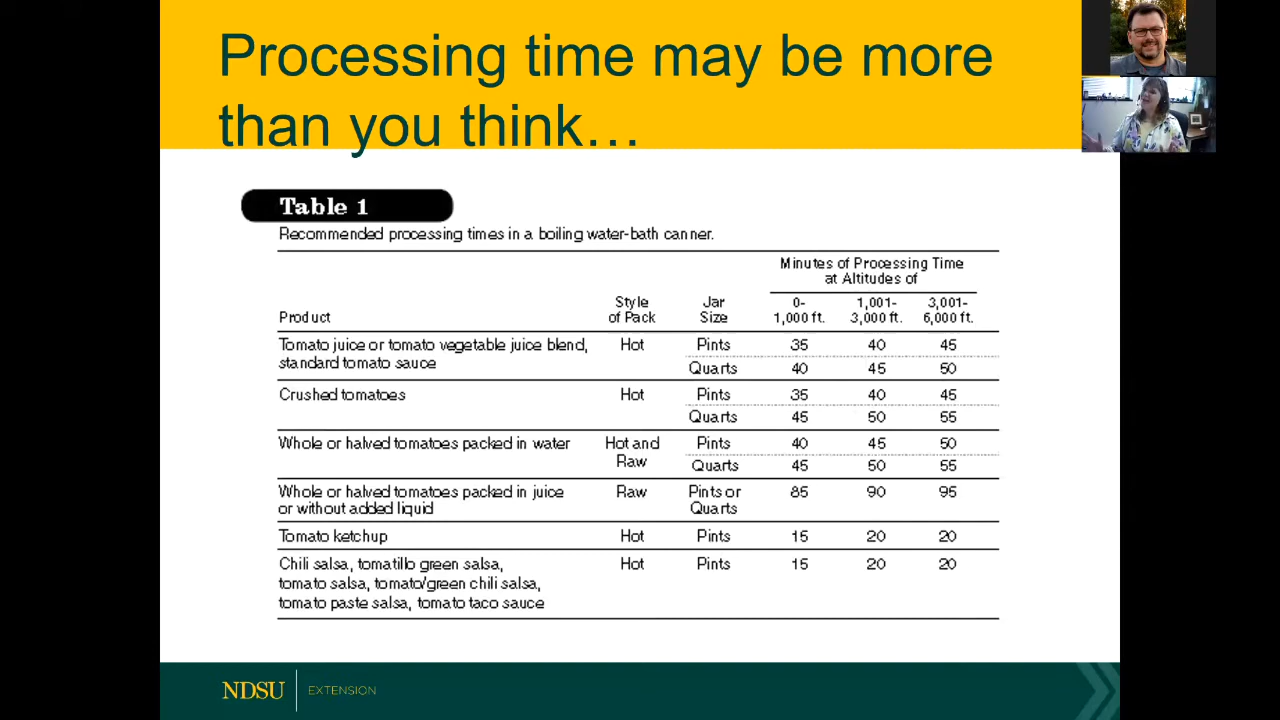 Processing time may be more
than you think…
Table 1
Recommended processing times in a boiling water-bath canner.
Minutes of Processing Time
at Altitudes of
Style Jar 0- 1,001- 3,001-
Product of Pack Size 1,000 ft. 3,000 ft. 6,000 ft.
Tomato juice or tomato vegetable juice blend, Hot Pints 35 40 45
standard tomato sauce Quarts 40 45 50
Crushed tomatoes Hot Pints 35 40 45
Quarts 45 50 55
Whole or halved tomatoes packed in water Hot and Pints 40 45 50
Raw Quarts 45 50 55
Whole or halved tomatoes packed in juice Raw Pints or 85 90 95
or without added liquid Quarts
Tomato ketchup Hot Pints 15 20 20
Chili salsa, tomatillo green salsa, Hot Pints 15 20 20
tomato salsa, tomato/green chili salsa,
tomato paste salsa, tomato taco sauce
NDSU EXTENSION